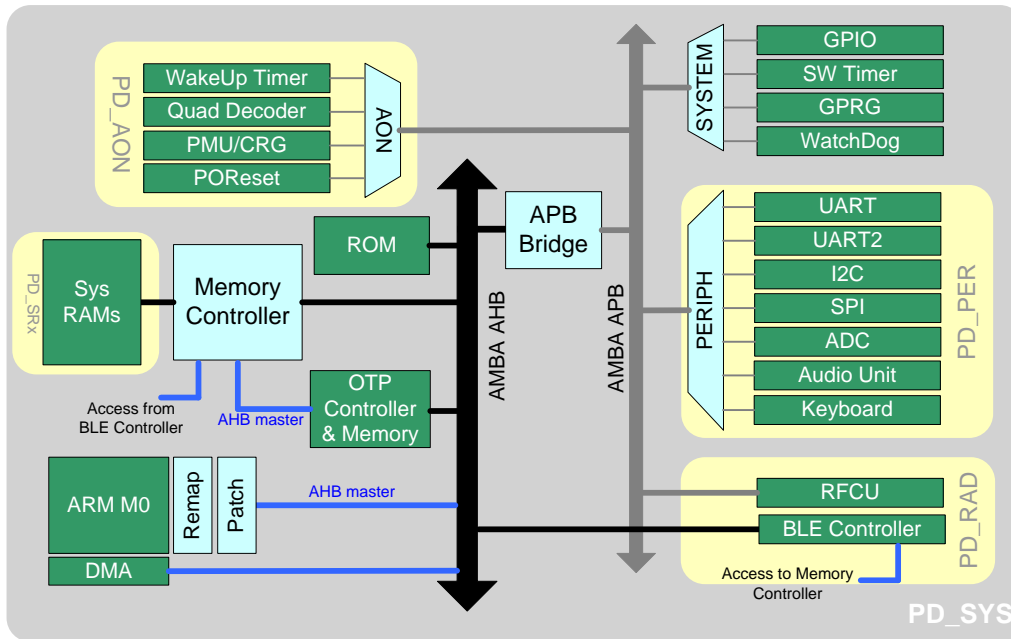 PD_AON
WakeUp Timer
Quad Decoder
PMU/CRG
POReset
AON
SYSTEM
GPIO
SW Timer
GPRG
WatchDog
PD_SRx
Sys
RAMs
Memory
Controller
ROM
APB
Bridge
AMBA AHB
AMBA APB
PERIPH
UART
UART2
I2C
SPI
ADC
Audio Unit
Keyboard
PD_PER
Access from
BLE Controller
AHB master
OTP
Controller
& Memory
ARM M0
Remap
Patch
AHB master
DMA
RFCU
BLE Controller
PD_RAD
Access to Memory
Controller
PD_SYS